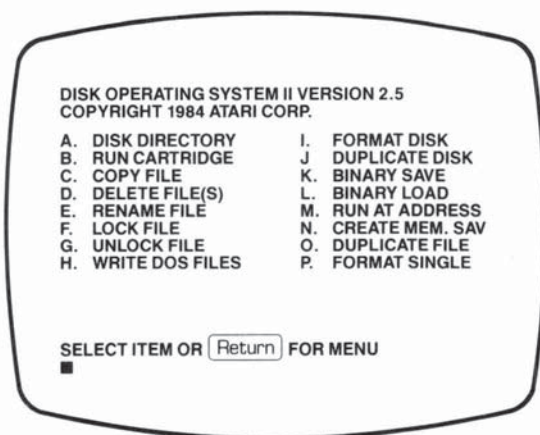 DISK OPERATING SYSTEM II VERSION 2.5
COPYRIGHT 1984 ATARI CORP.
A. DISK DIRECTORY
B. RUN CARTRIDGE
C. COPY FILE
D. DELETE FILE(S)
E. RENAME FILE
F. LOCK FILE
G. UNLOCK FILE
H. WRITE DOS FILES
I. FORMAT DISK
J DUPLICATE DISK
K. BINARY SAVE
L. BINARY LOAD
M. RUN AT ADDRESS
N. CREATE MEM. SAV
O. DUPLICATE FILE
P. FORMAT SINGLE
SELECT ITEM OR Return FOR MENU